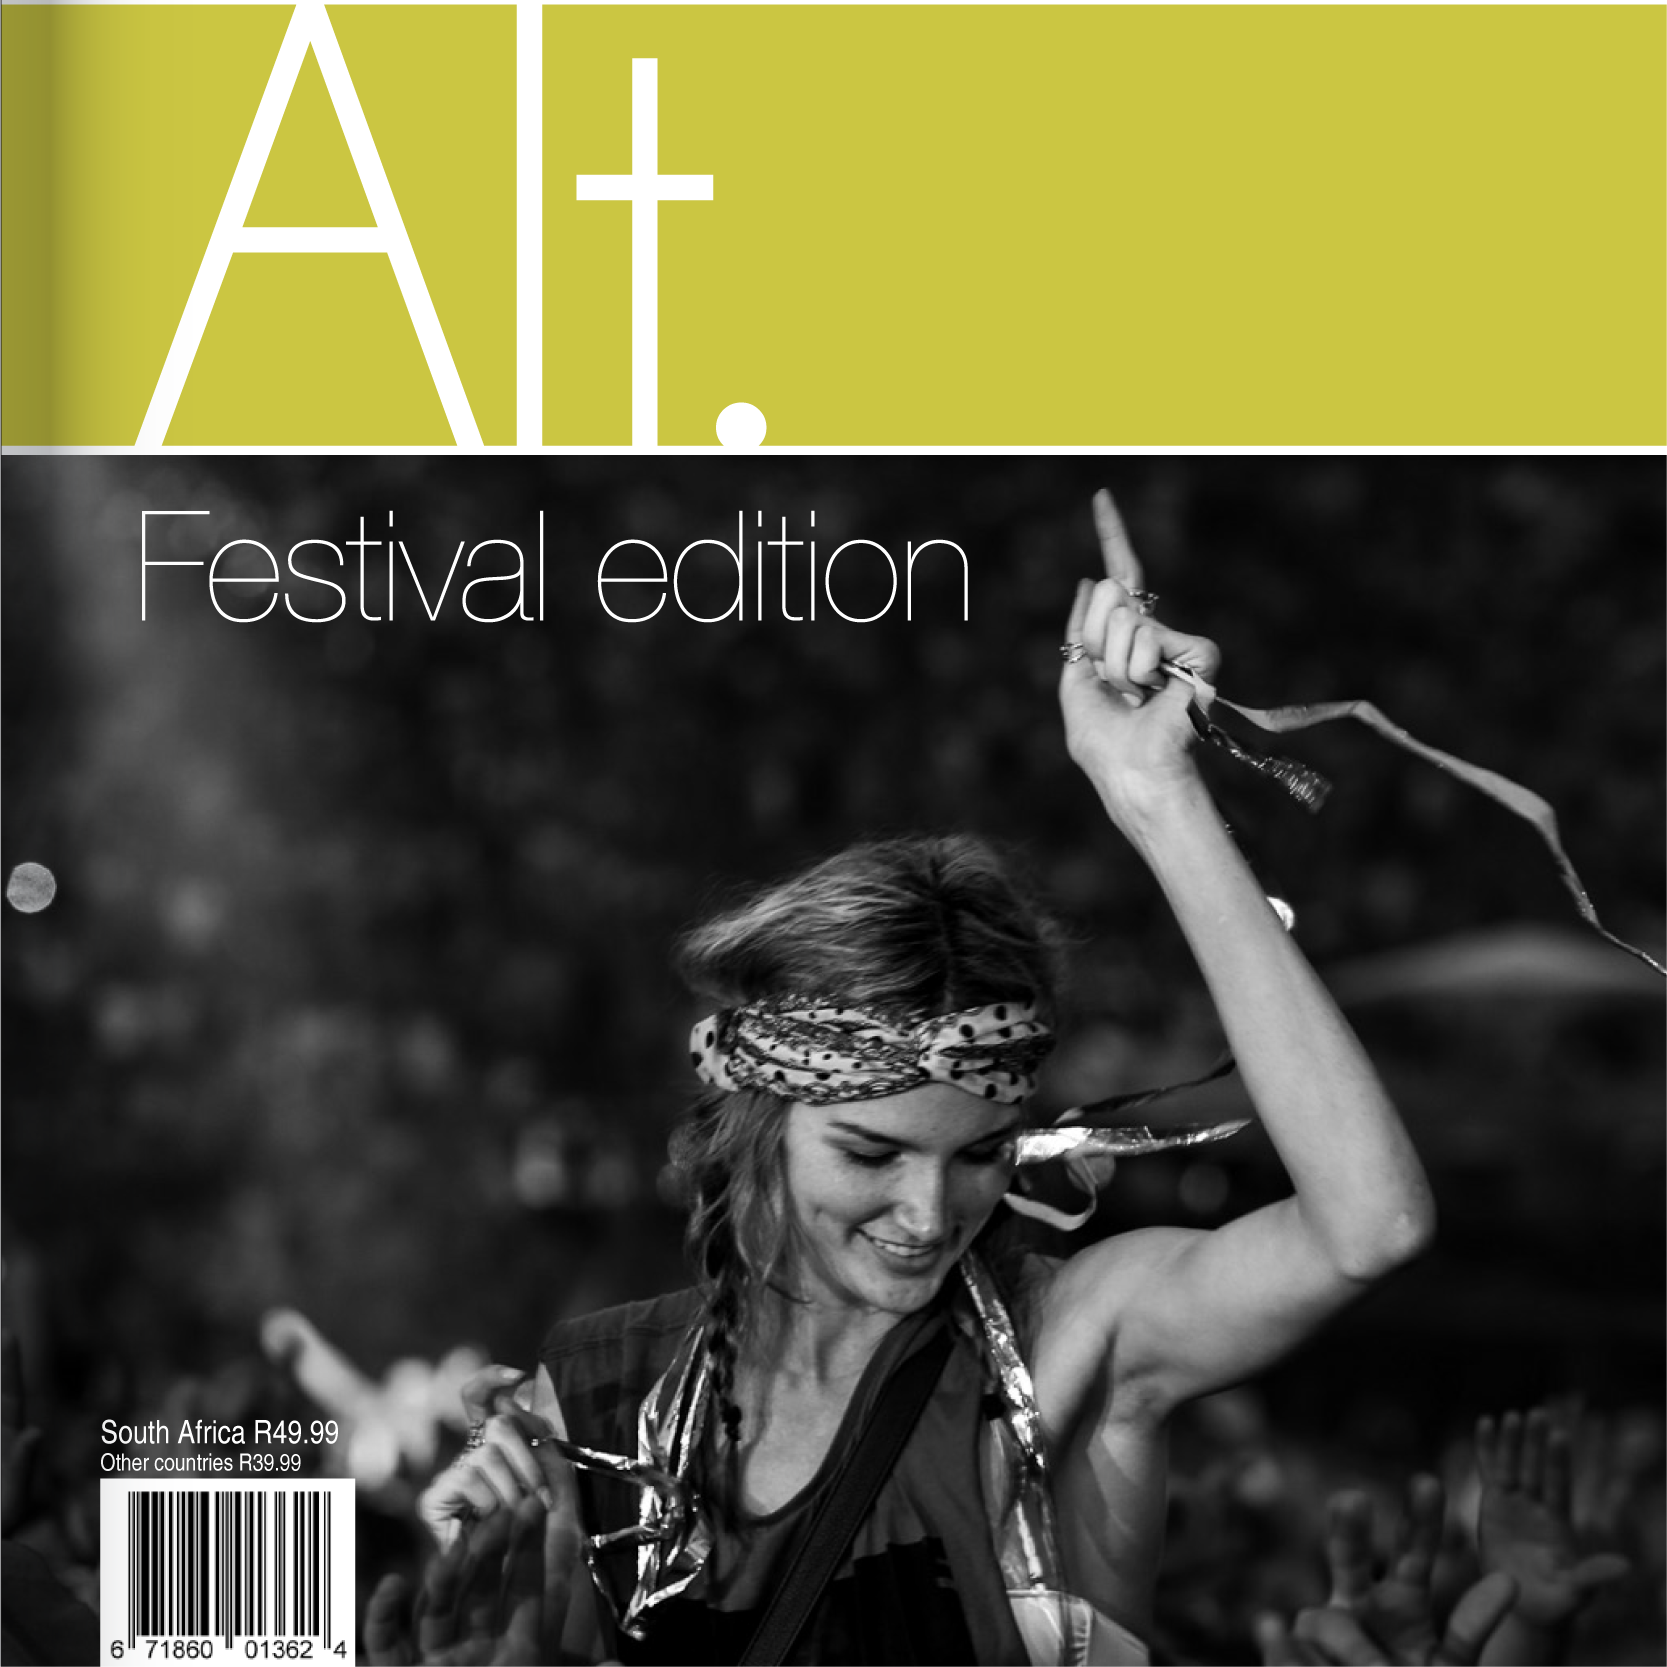 Alt.
Festival edition
South Africa R49.99
Other countries R39.99
6 71860 01362 4